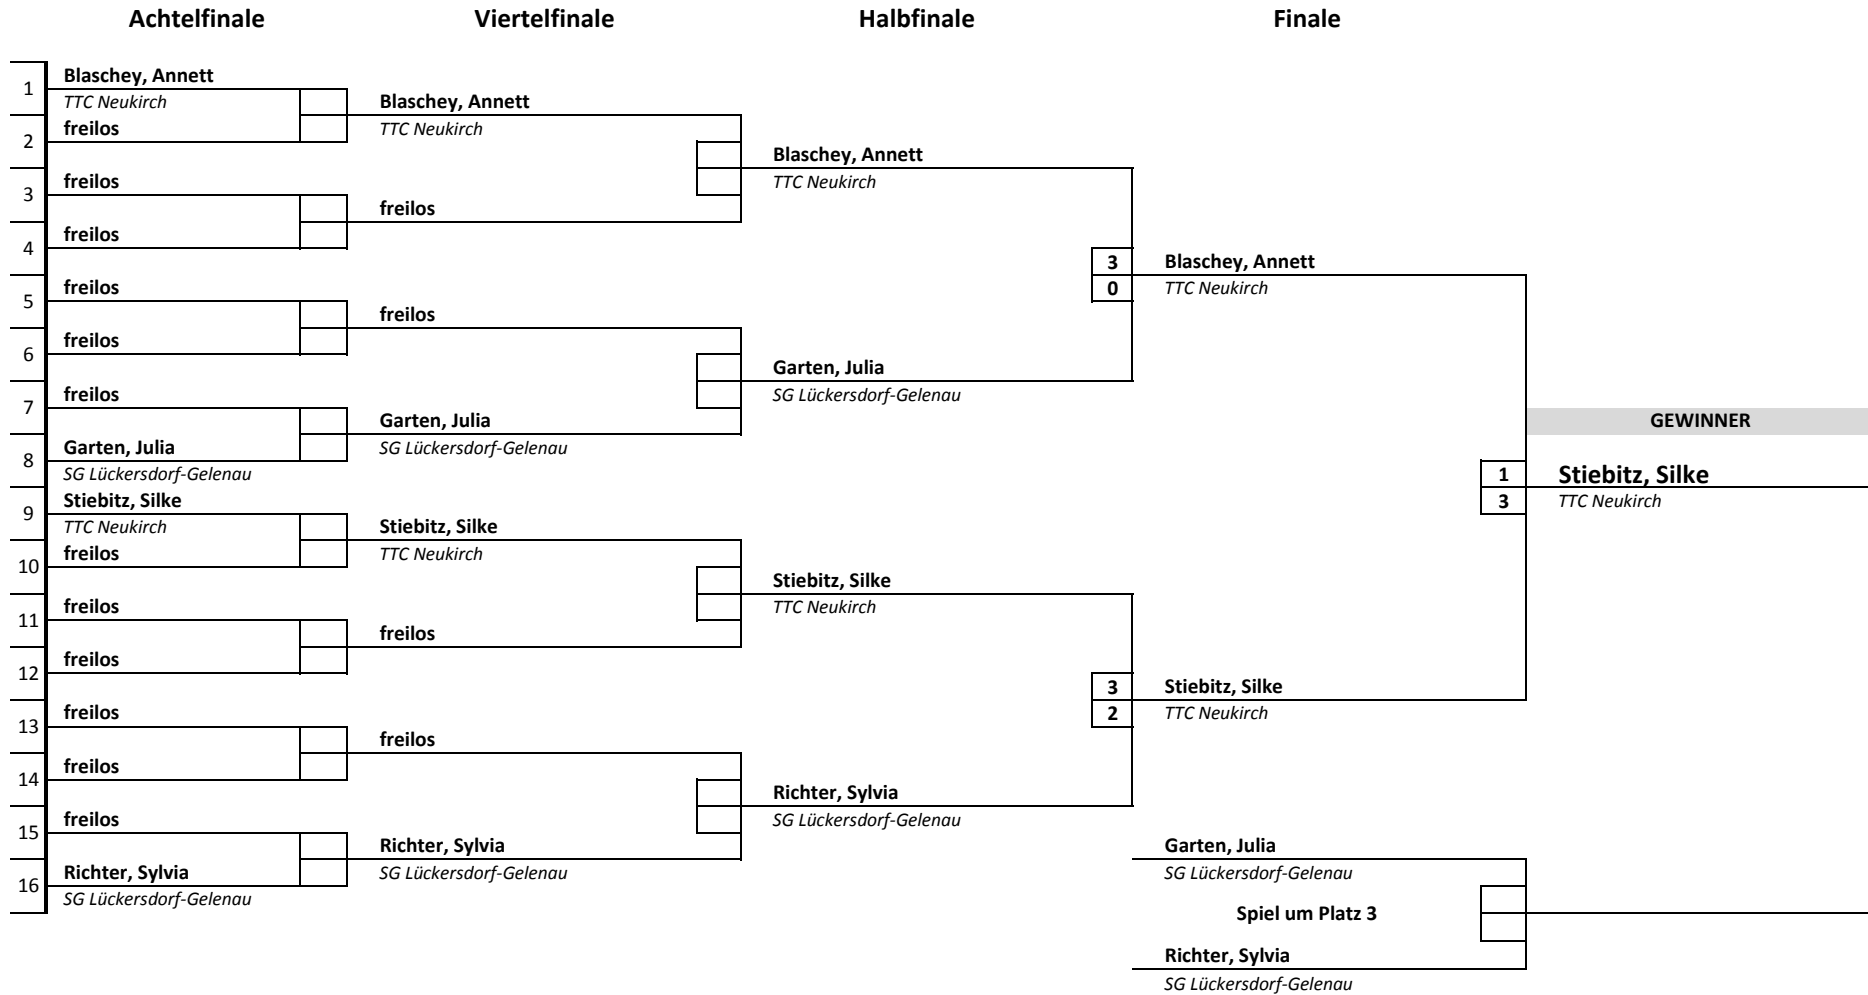 Achtelfinale
Viertelfinale
Halbfinale
Finale
1
Blaschey, Annett
TTC Neukirch
2
freilos
3
freilos
4
freilos
5
freilos
6
freilos
7
freilos
8
Garten, Julia
SG Lückersdorf-Gelenau
9
Stiebitz, Silke
TTC Neukirch
10
freilos
11
freilos
12
freilos
13
freilos
14
freilos
15
freilos
16
Richter, Sylvia
SG Lückersdorf-Gelenau
Blaschey, Annett
TTC Neukirch
freilos
freilos
Garten, Julia
SG Lückersdorf-Gelenau
Stiebitz, Silke
TTC Neukirch
freilos
freilos
Richter, Sylvia
SG Lückersdorf-Gelenau
Blaschey, Annett
TTC Neukirch
Garten, Julia
SG Lückersdorf-Gelenau
Stiebitz, Silke
TTC Neukirch
Richter, Sylvia
SG Lückersdorf-Gelenau
3
0
Blaschey, Annett
TTC Neukirch
3
2
Stiebitz, Silke
TTC Neukirch
GEWINNER
1
3
Stiebitz, Silke
TTC Neukirch
Garten, Julia
SG Lückersdorf-Gelenau
Spiel um Platz 3
Richter, Sylvia
SG Lückersdorf-Gelenau